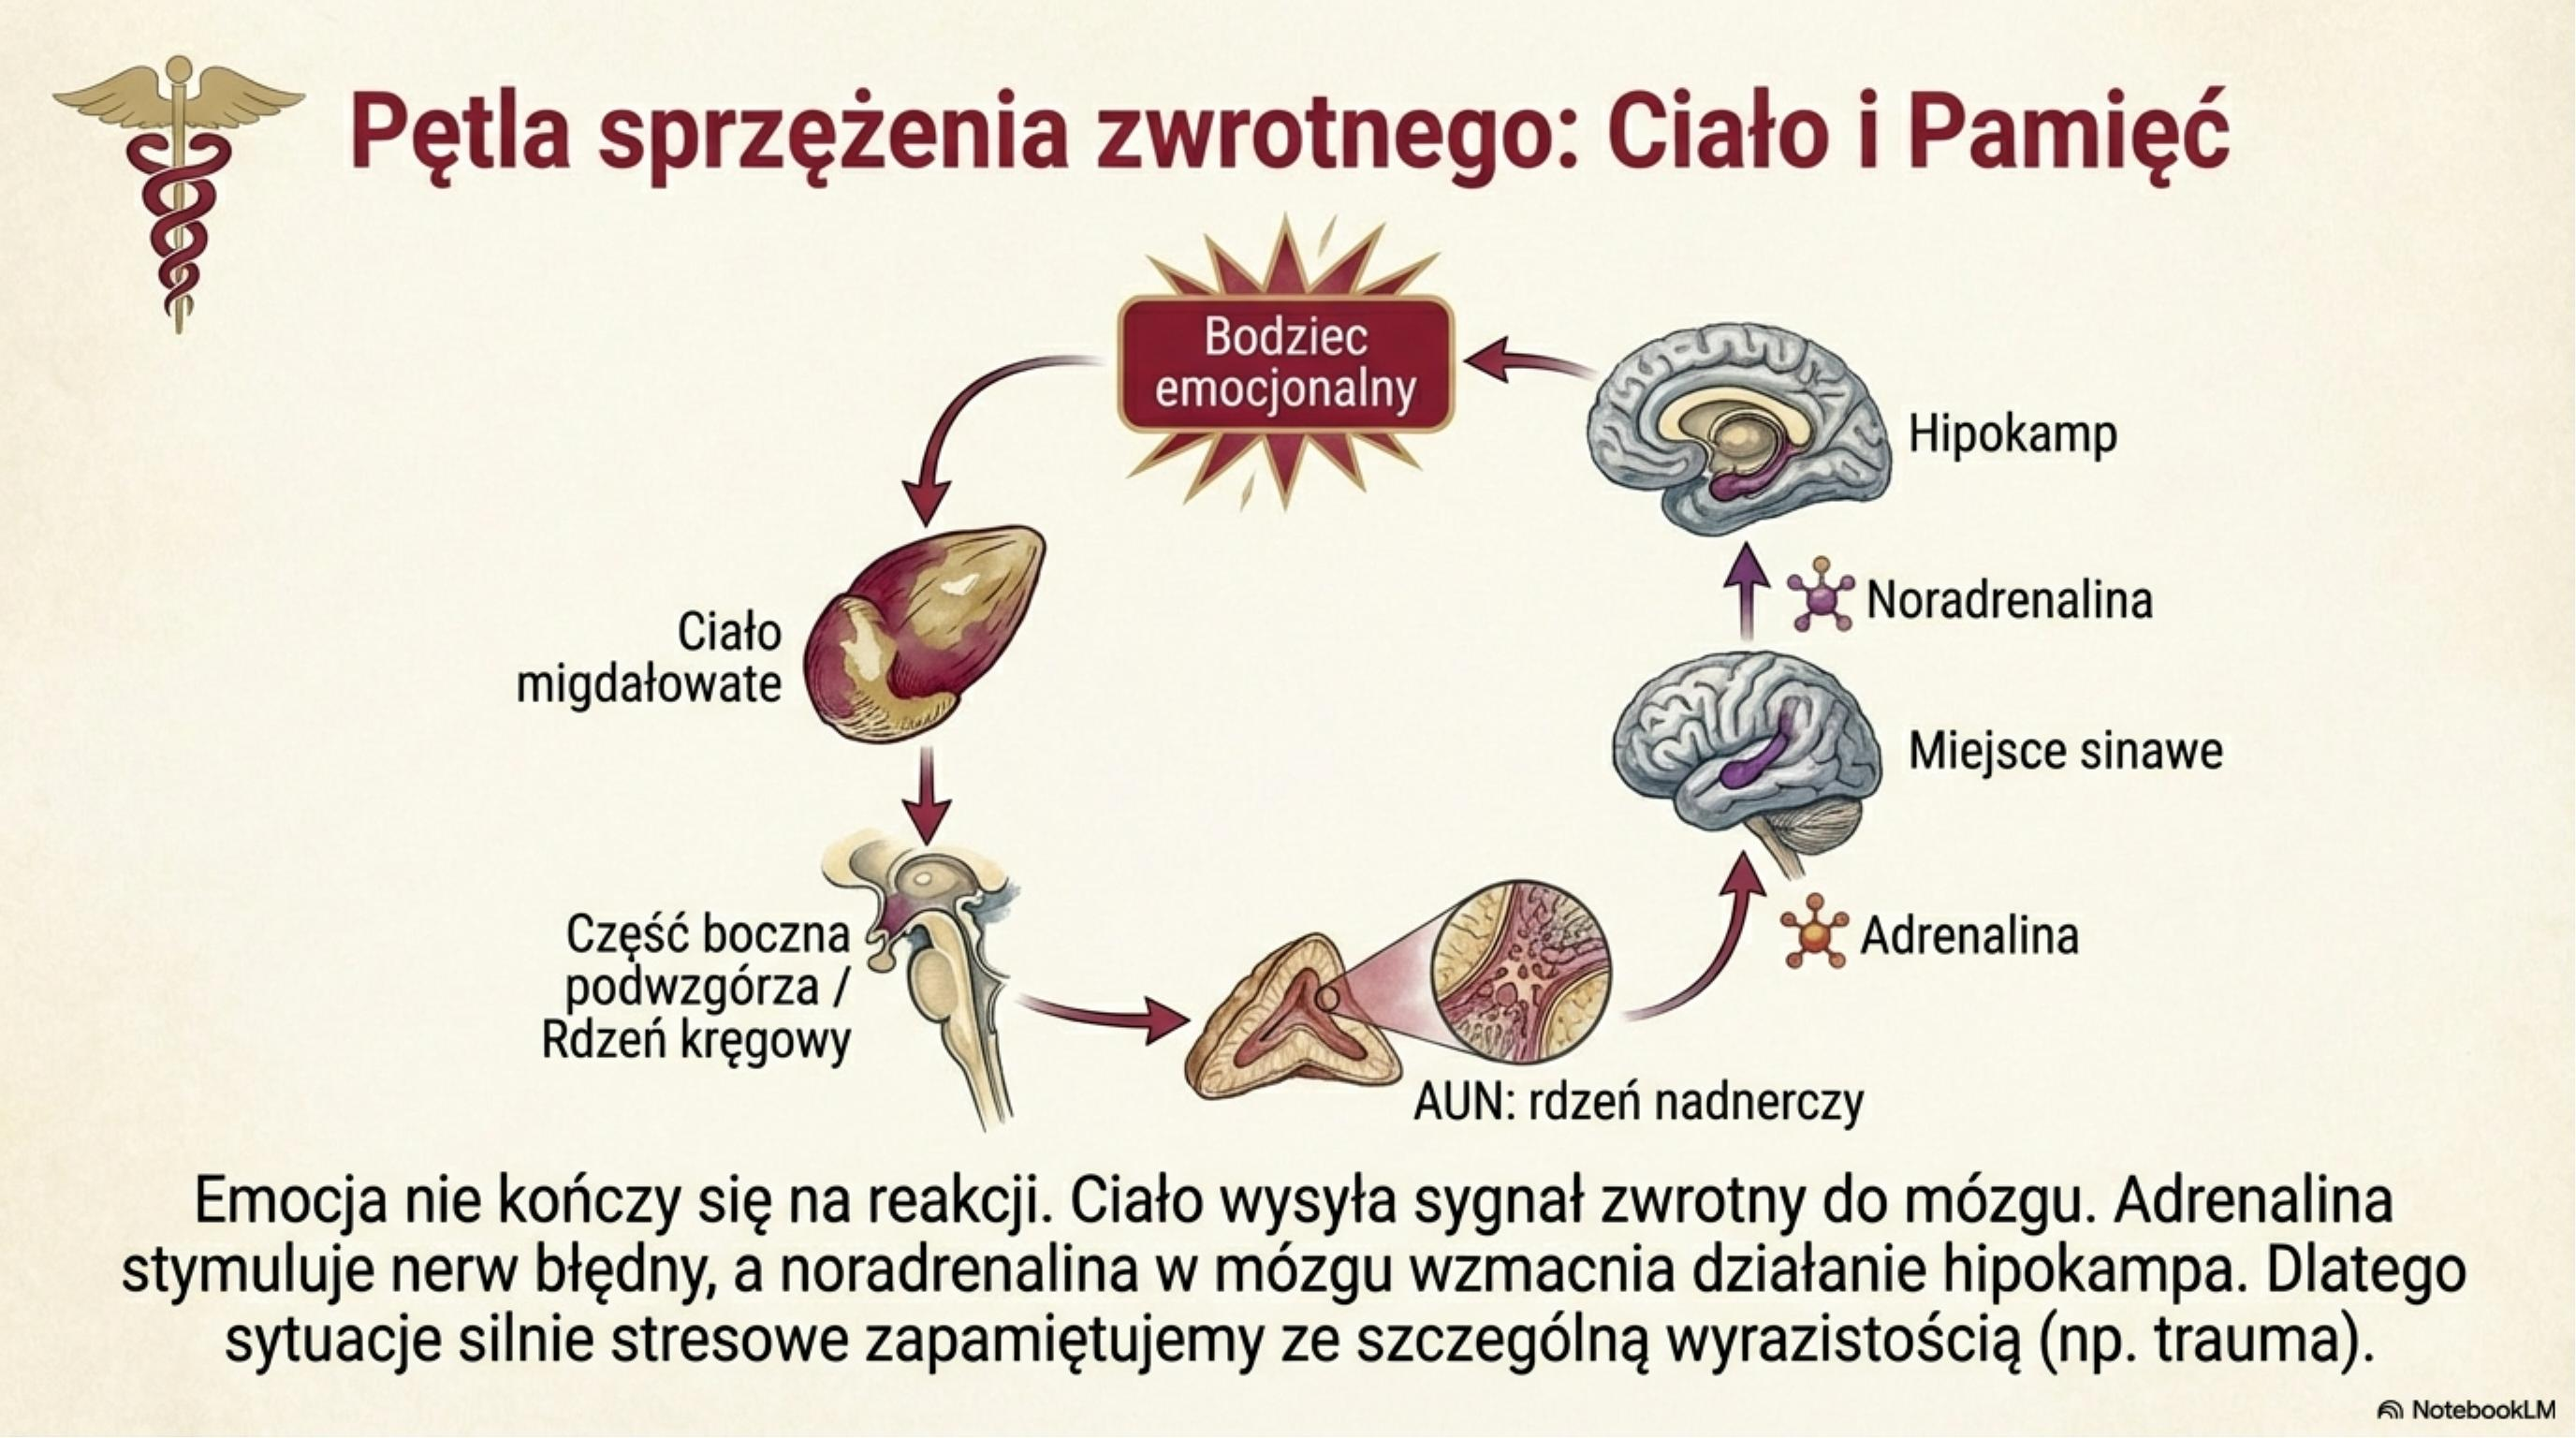 Pętla sprzężenia zwrotnego: Ciało i Pamięć
Bodziec
emocjonalny
Hipokamp
Noradrenalina
Ciało
migdałowate
Miejsce sinawe
Część boczna
podwzgórza /
Rdzeń kręgowy
Adrenalina
AUN: rdzeń nadnerczy
Emocja nie kończy się na reakcji. Ciało wysyła sygnał zwrotny do mózgu. Adrenalina
stymuluje nerw błędny, a noradrenalina w mózgu wzmacnia działanie hipokampa. Dlatego
sytuacje silnie stresowe zapamiętujemy ze szczególną wyrazistością (np. trauma).
NotebookLM